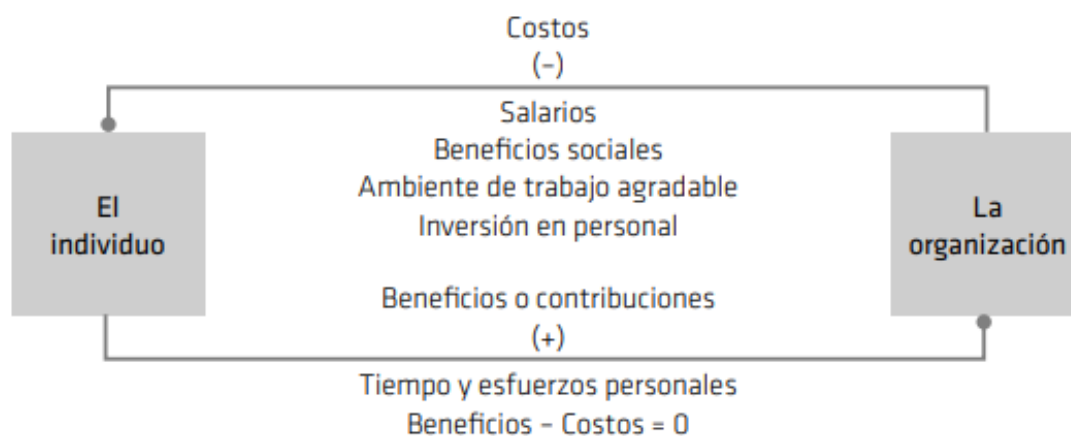 Costos
(–)
Salarios
Beneficios sociales
Ambiente de trabajo agradable
Inversión en personal
El
individuo
La
organización
Beneficios o contribuciones
(+)
Tiempo y esfuerzos personales
Beneficios – Costos = 0